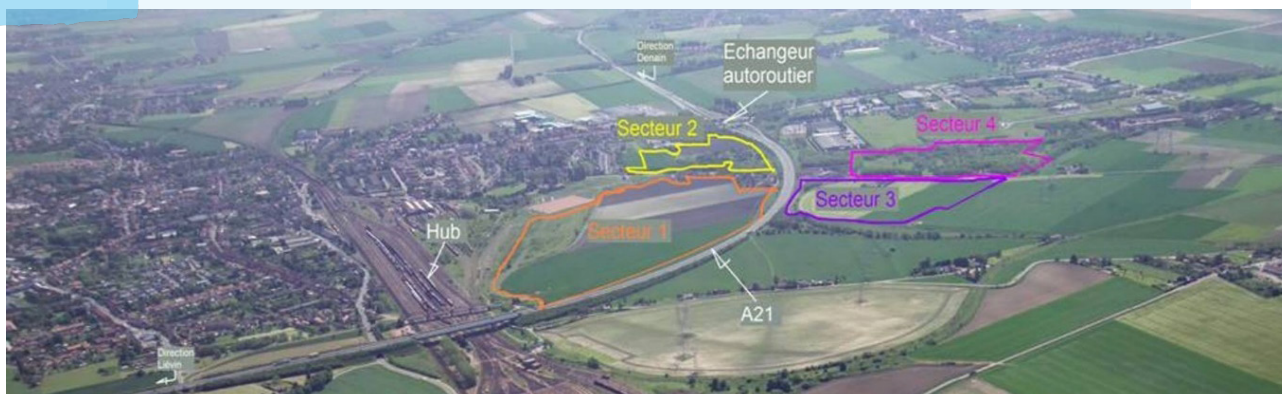 Direction
Denain
Echangeur
autoroutier
Secteur 2
Secteur 4
Secteur 3
Secteur 1
Hub
A21
Direction
Liévin